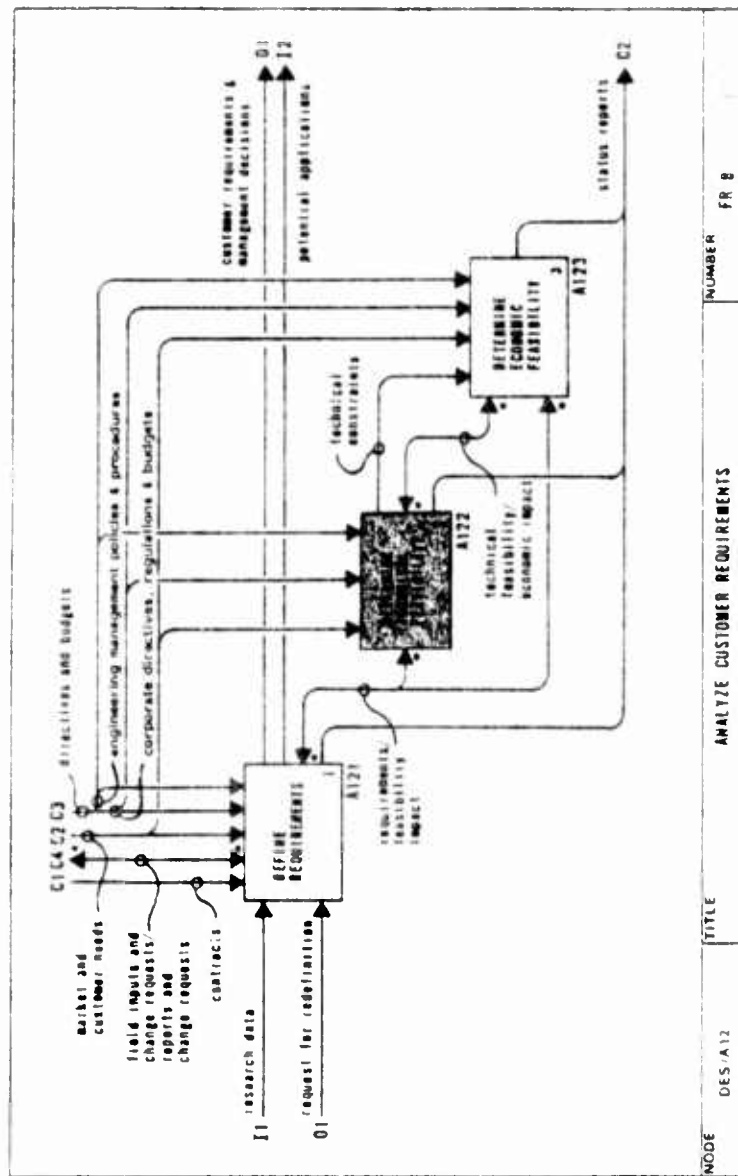 C1 C4 C2 C3
directions and budgets
engineering management policies & procedures
corporate directives, regulations & budgets
market and
customer needs
field inputs and
change requests/
reports and
change requests
contracts
I1
research data
O1
request for redefinition
DEFINE
REQUIREMENTS
1
A121
requirements/
feasibility
impact
customer requirements &
management decisions
O1
I2
potential applications
technical
constraints
A122
technical
feasibility/
economic impact
DETERMINE
ECONOMIC
FEASIBILITY
3
A123
status reports
C2
NODE
DES/A12
TITLE
ANALYZE CUSTOMER REQUIREMENTS
NUMBER
FR 8